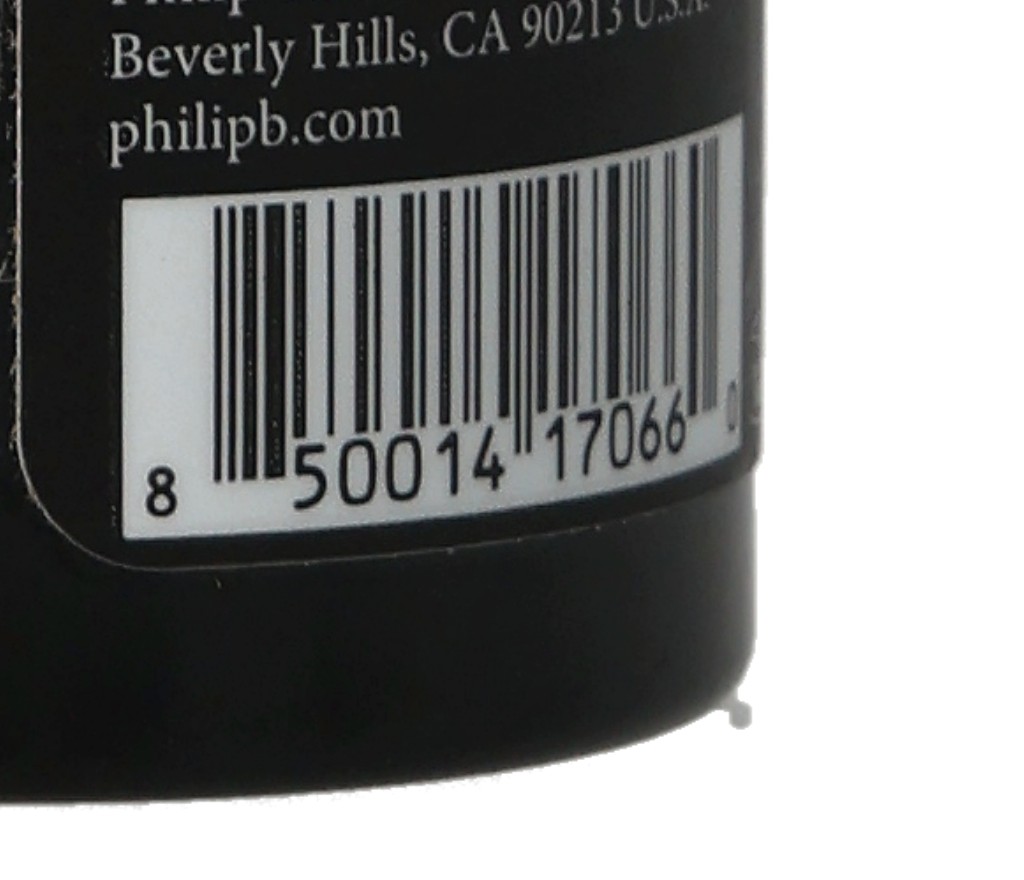 Beverly Hills, CA 90213 U.S.A.
philipb.com
8 50014 17066 0